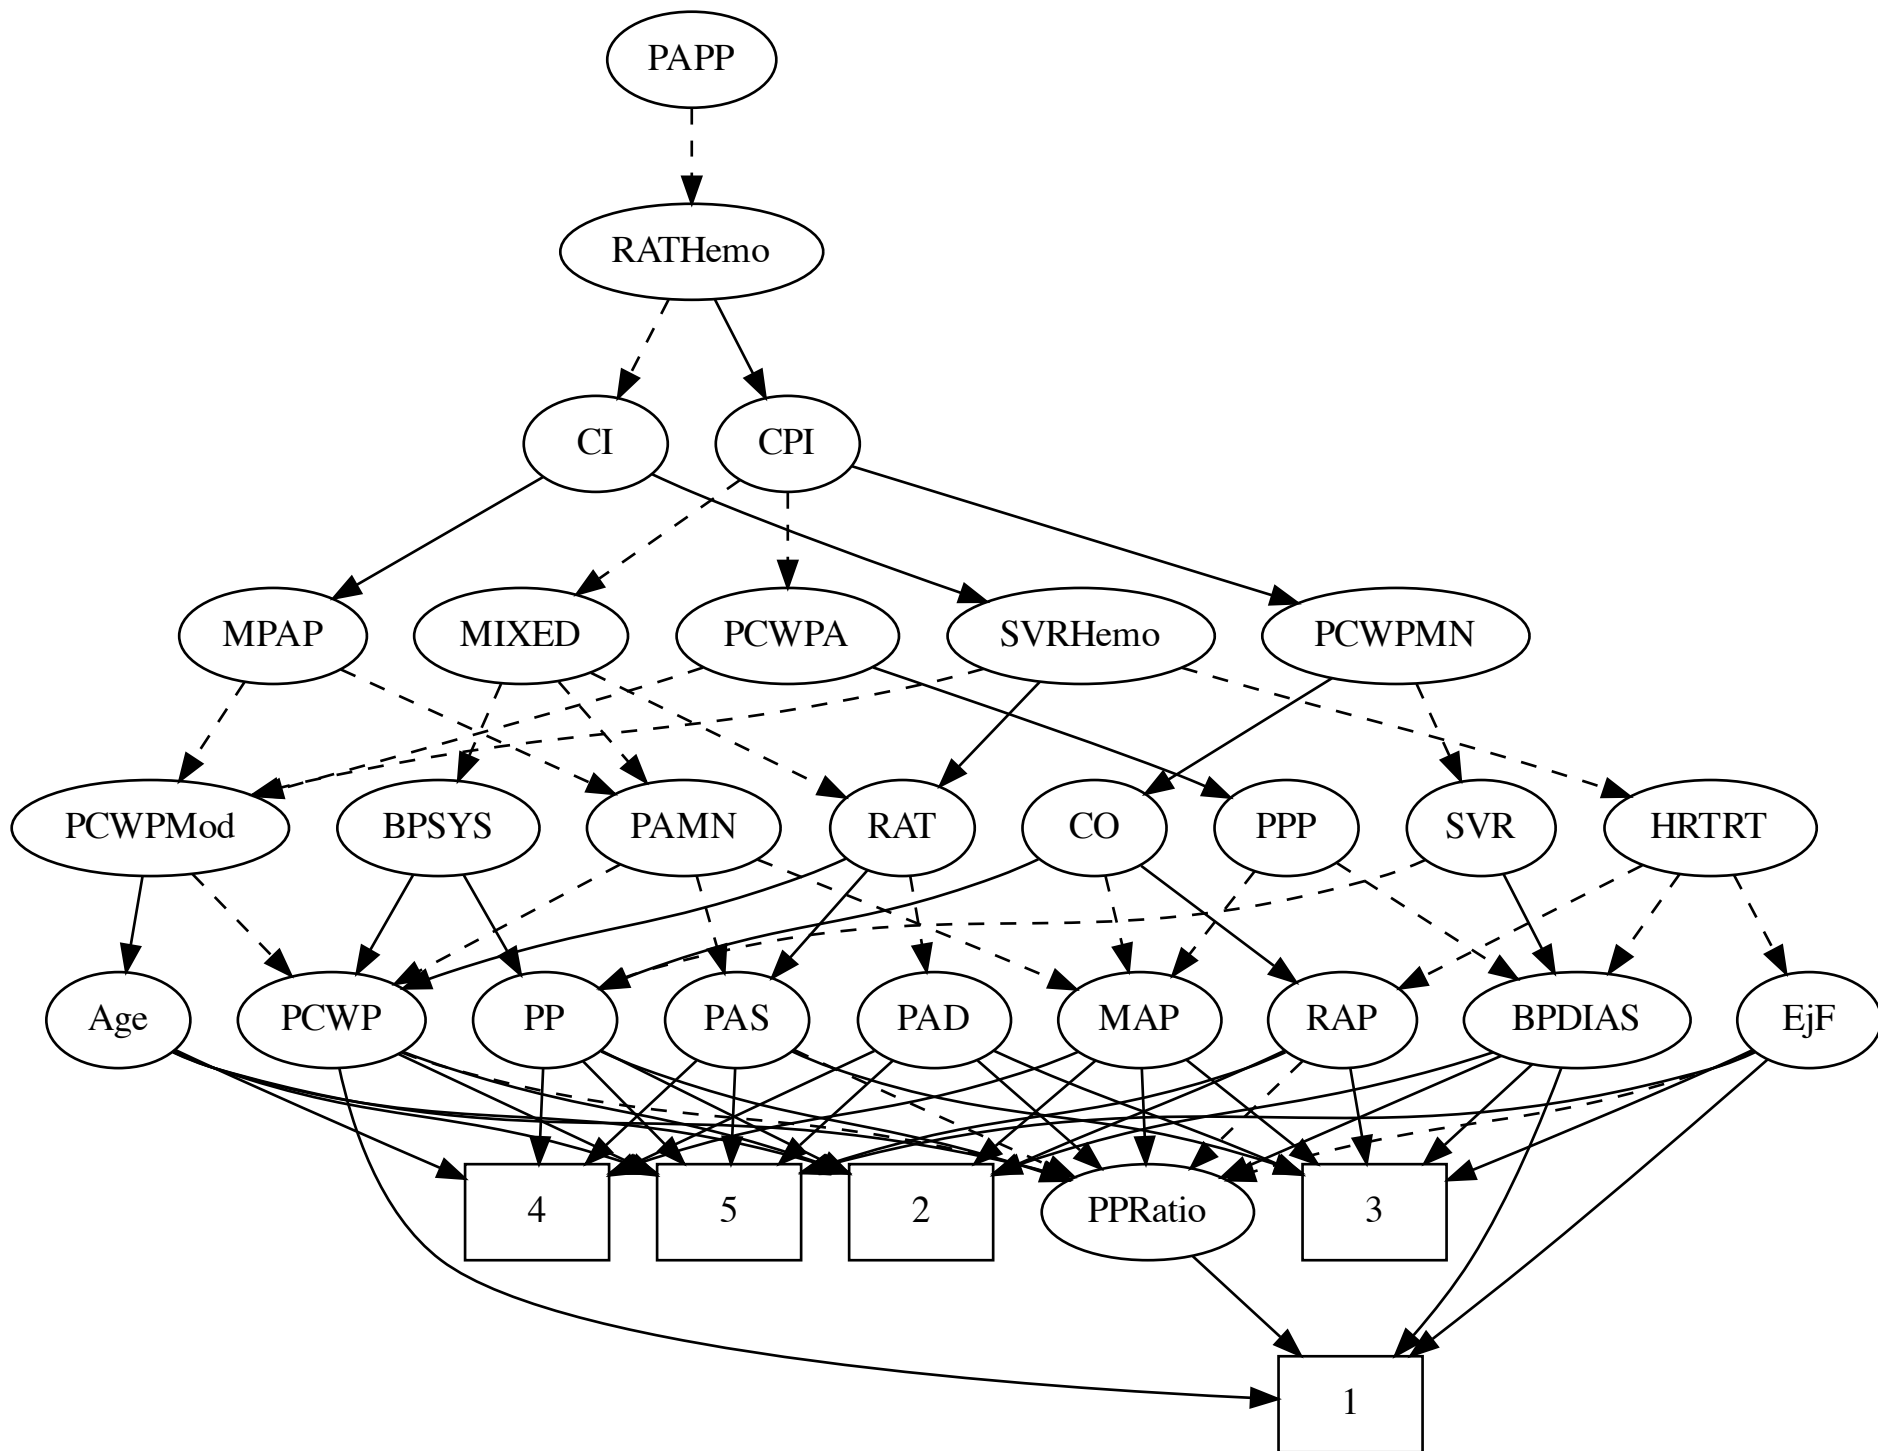 PAPP
RATHemo
CI
CPI
MPAP
MIXED
PCWPA
SVRHemo
PCWPMN
PCWPMod
BPSYS
PAMN
RAT
CO
PPP
SVR
HRTRT
Age
PCWP
PP
PAS
PAD
MAP
RAP
BPDIAS
EjF
4
5
2
PPRatio
3
1